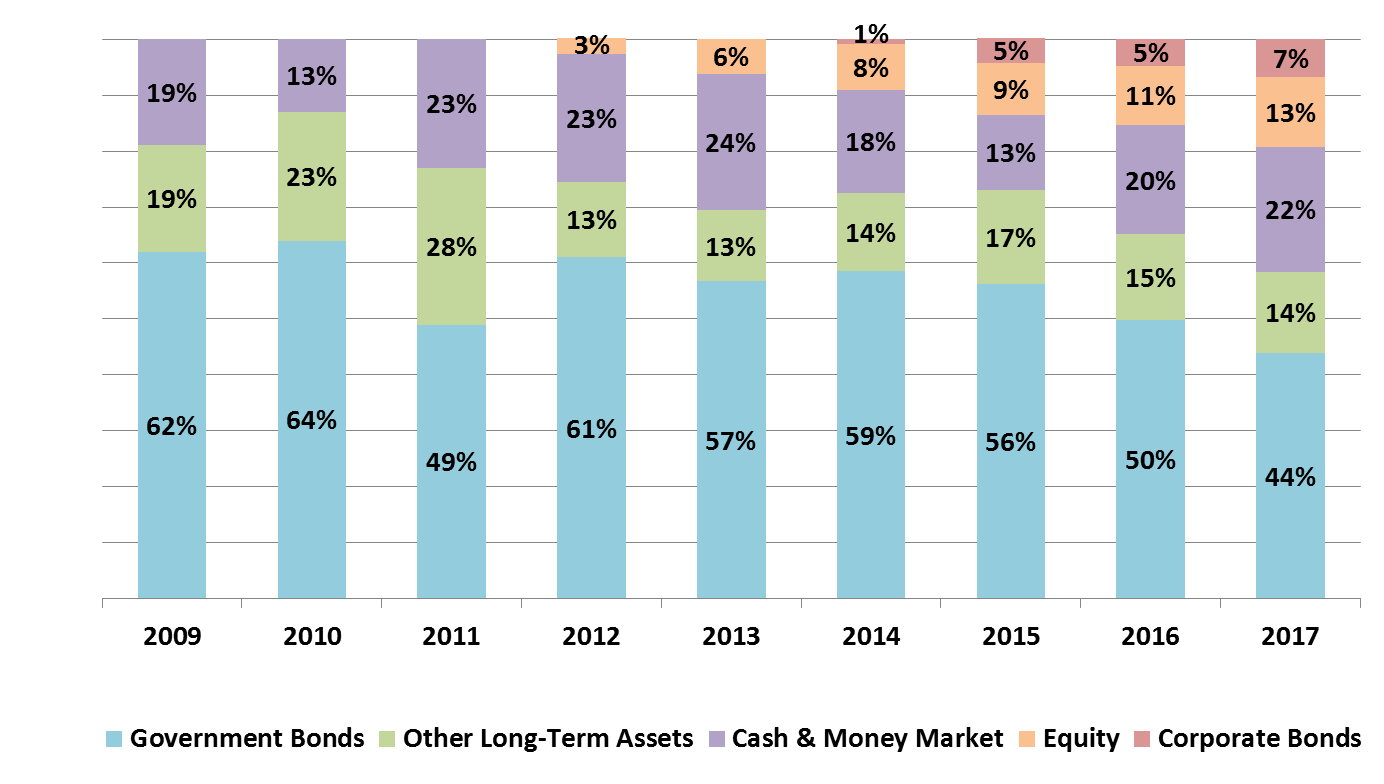 1%
3% 6% 8% 5% 5% 7%
19% 13% 23% 23% 24% 18% 9% 11% 13%
19% 23% 28% 13% 13% 14% 13% 20% 22%
62% 64% 49% 61% 57% 59% 17% 15% 14%
56% 50% 44%
2009 2010 2011 2012 2013 2014 2015 2016 2017
Government Bonds Other Long-Term Assets Cash & Money Market Equity Corporate Bonds